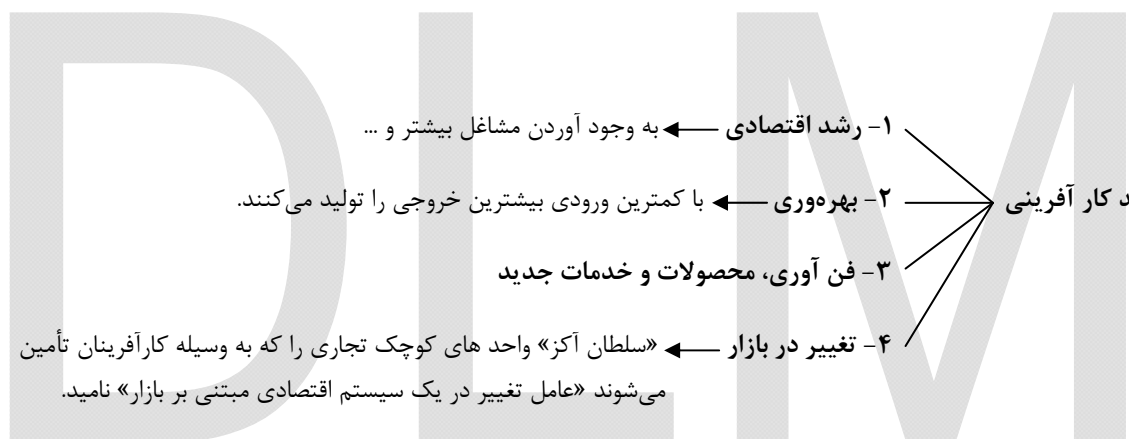 DLM
۱- رشد اقتصادی به وجود آوردن مشاغل بیشتر و ...
د کار آفرینی
۲- بهره‌وری با کمترین ورودی بیشترین خروجی را تولید می‌کنند.
۳- فن آوری، محصولات و خدمات جدید
۴- تغییر در بازار «سلطان آکز» واحد های کوچک تجاری را که به وسیله کارآفرینان تأمین
می‌شوند «عامل تغییر در یک سیستم اقتصادی مبتنی بر بازار» نامید.